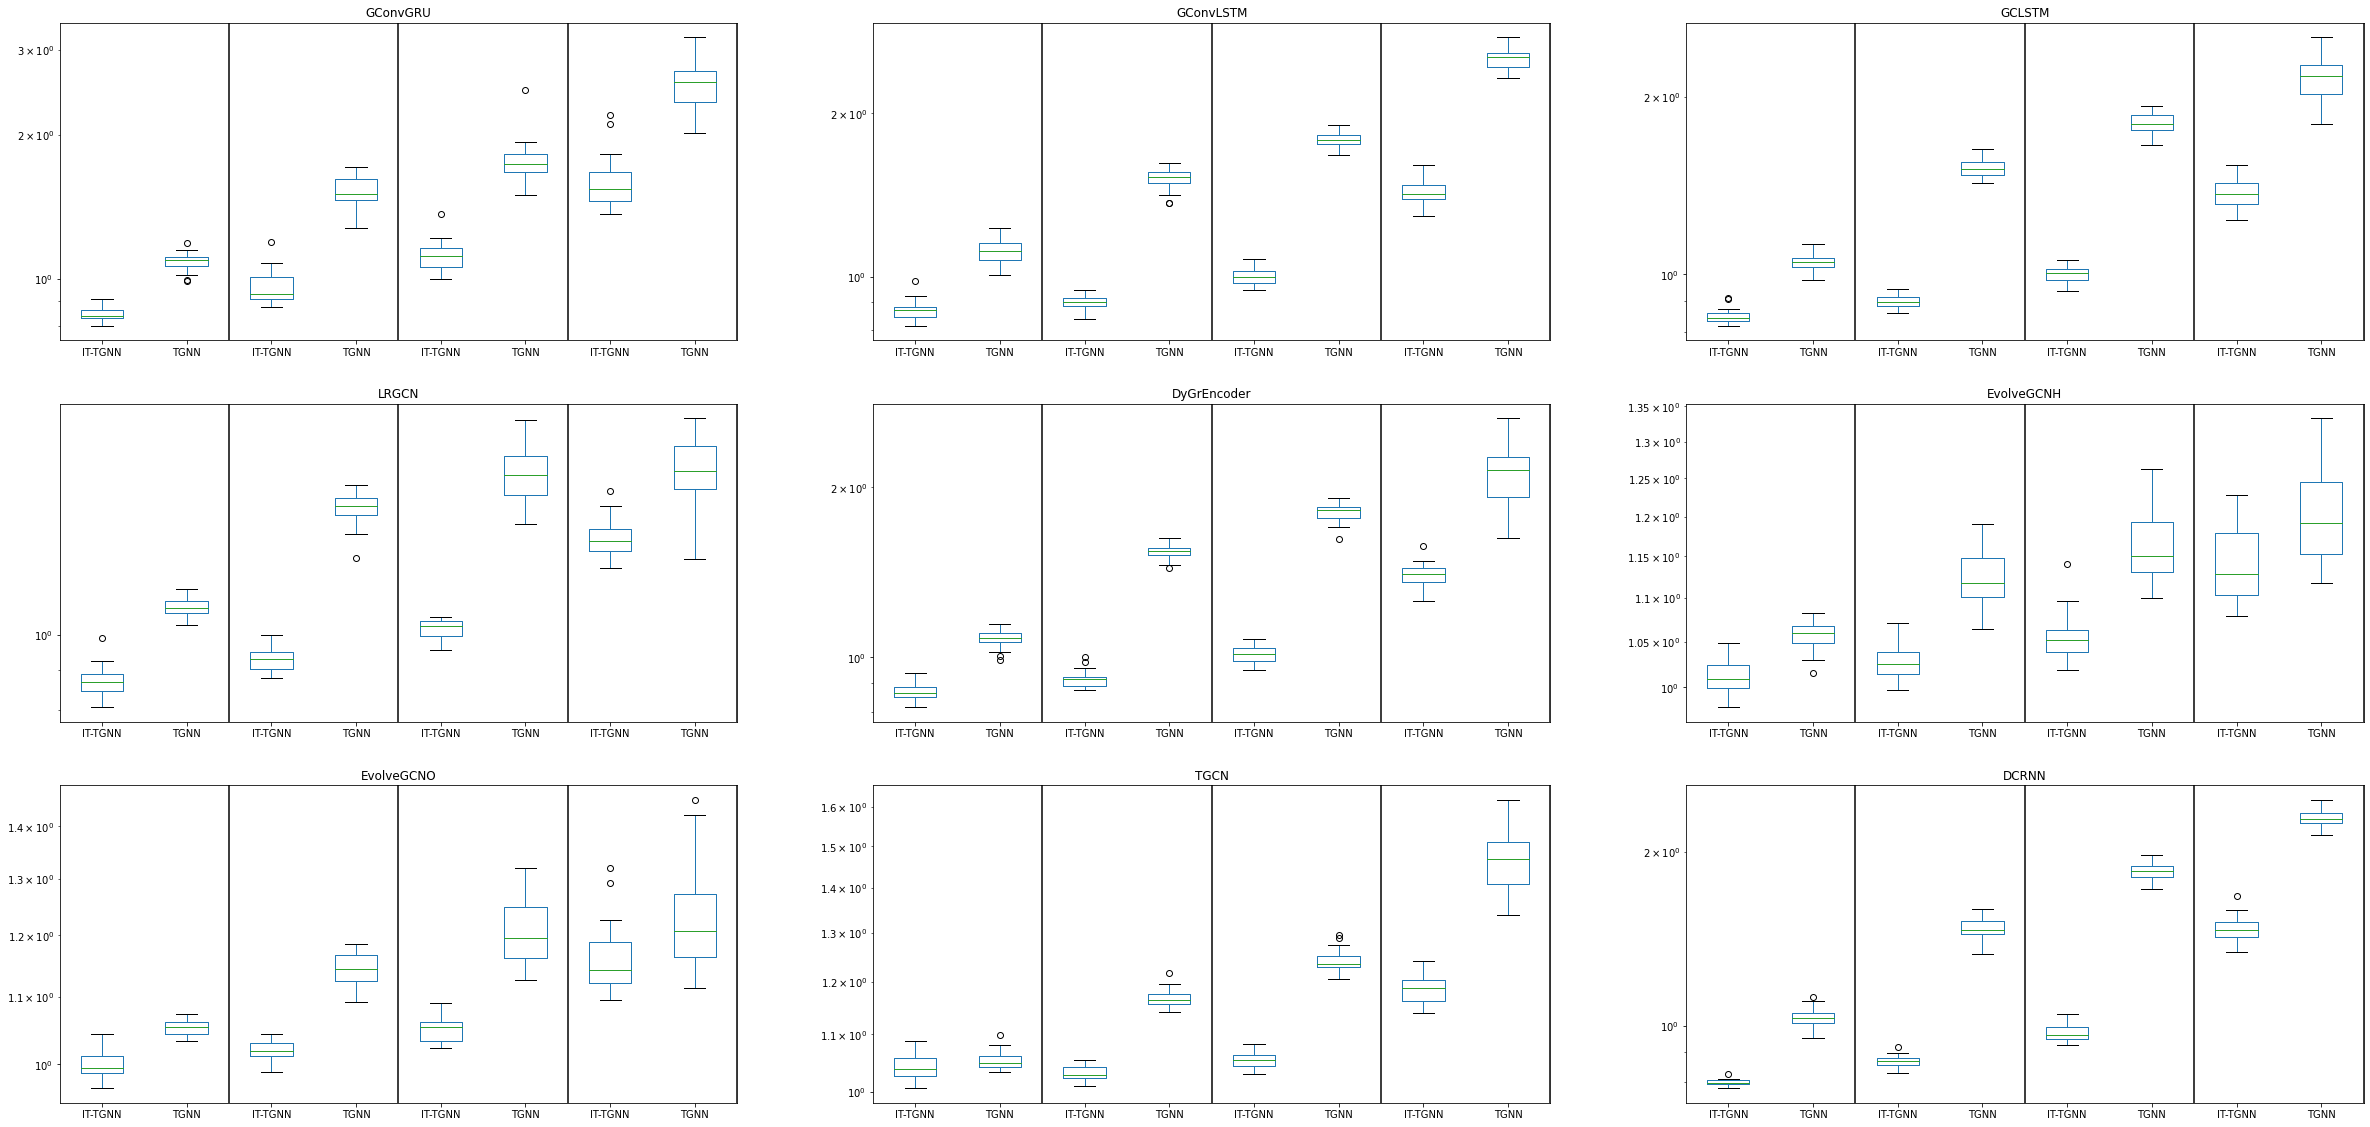 GConvGRU
3 × 10⁰
2 × 10⁰
10⁰
IT-TGNN TGNN IT-TGNN TGNN IT-TGNN TGNN IT-TGNN TGNN
GConvLSTM
2 × 10⁰
10⁰
IT-TGNN TGNN IT-TGNN TGNN IT-TGNN TGNN IT-TGNN TGNN
GCLSTM
2 × 10⁰
10⁰
IT-TGNN TGNN IT-TGNN TGNN IT-TGNN TGNN IT-TGNN TGNN
LRGCN
10⁰
IT-TGNN TGNN IT-TGNN TGNN IT-TGNN TGNN IT-TGNN TGNN
DyGrEncoder
2 × 10⁰
10⁰
IT-TGNN TGNN IT-TGNN TGNN IT-TGNN TGNN IT-TGNN TGNN
EvolveGCNH
1.35 × 10⁰
1.3 × 10⁰
1.25 × 10⁰
1.2 × 10⁰
1.15 × 10⁰
1.1 × 10⁰
1.05 × 10⁰
10⁰
IT-TGNN TGNN IT-TGNN TGNN IT-TGNN TGNN IT-TGNN TGNN
EvolveGCNO
1.4 × 10⁰
1.3 × 10⁰
1.2 × 10⁰
1.1 × 10⁰
10⁰
IT-TGNN TGNN IT-TGNN TGNN IT-TGNN TGNN IT-TGNN TGNN
TGCN
1.6 × 10⁰
1.5 × 10⁰
1.4 × 10⁰
1.3 × 10⁰
1.2 × 10⁰
1.1 × 10⁰
10⁰
IT-TGNN TGNN IT-TGNN TGNN IT-TGNN TGNN IT-TGNN TGNN
DCRNN
2 × 10⁰
10⁰
IT-TGNN TGNN IT-TGNN TGNN IT-TGNN TGNN IT-TGNN TGNN